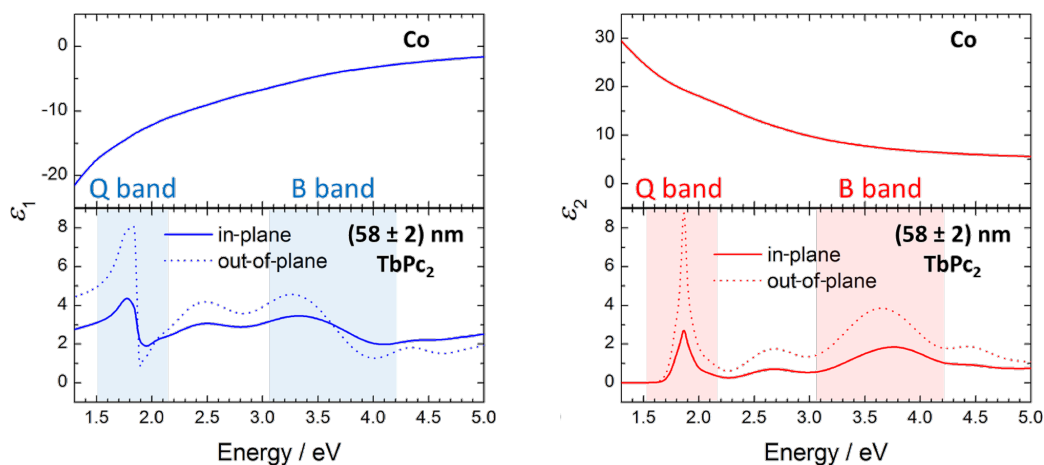 Co
0
-10
-20
ε1
Q band
B band
8
6
4
2
0
in-plane
out-of-plane
(58 ± 2) nm
TbPc2
1.5 2.0 2.5 3.0 3.5 4.0 4.5 5.0
Energy / eV
Co
30
20
10
0
ε2
Q band
B band
8
6
4
2
0
in-plane
out-of-plane
(58 ± 2) nm
TbPc2
1.5 2.0 2.5 3.0 3.5 4.0 4.5 5.0
Energy / eV